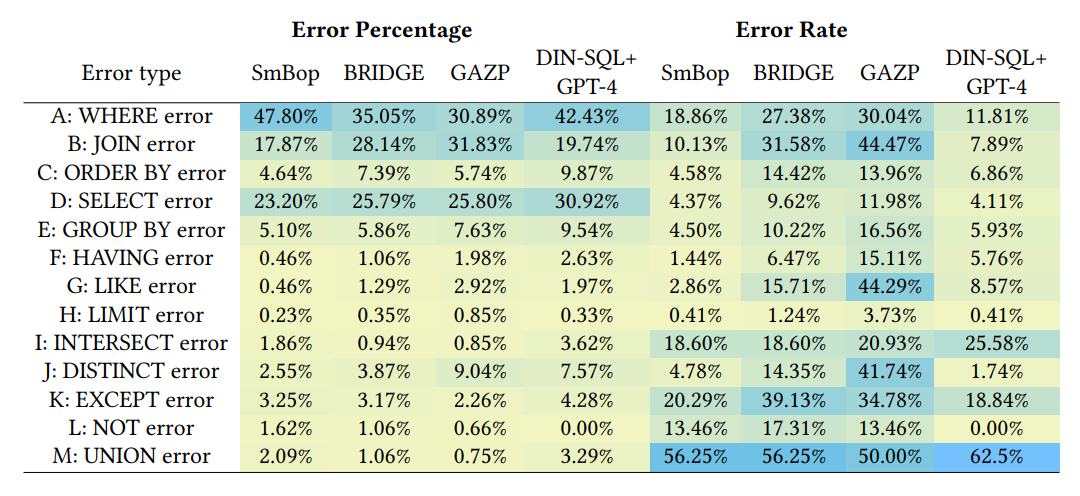 Error Percentage Error Rate
Error type SmBop BRIDGE GAZP DIN-SQL+ GPT-4 SmBop BRIDGE GAZP DIN-SQL+ GPT-4
A: WHERE error 47.80% 35.05% 30.89% 42.43% 18.86% 27.38% 30.04% 11.81%
B: JOIN error 17.87% 28.14% 31.83% 19.74% 10.13% 31.58% 44.47% 7.89%
C: ORDER BY error 4.64% 7.39% 5.74% 9.87% 4.58% 14.42% 13.96% 6.86%
D: SELECT error 23.20% 25.79% 25.80% 30.92% 4.37% 9.62% 11.98% 4.11%
E: GROUP BY error 5.10% 5.86% 7.63% 9.54% 4.50% 10.22% 16.56% 5.93%
F: HAVING error 0.46% 1.06% 1.98% 2.63% 1.44% 6.47% 15.11% 5.76%
G: LIKE error 0.46% 1.29% 2.92% 1.97% 2.86% 15.71% 44.29% 8.57%
H: LIMIT error 0.23% 0.35% 0.85% 0.33% 0.41% 1.24% 3.73% 0.41%
I: INTERSECT error 1.86% 0.94% 0.85% 3.62% 18.60% 18.60% 20.93% 25.58%
J: DISTINCT error 2.55% 3.87% 9.04% 7.57% 4.78% 14.35% 41.74% 1.74%
K: EXCEPT error 3.25% 3.17% 2.26% 4.28% 20.29% 39.13% 34.78% 18.84%
L: NOT error 1.62% 1.06% 0.66% 0.00% 13.46% 17.31% 13.46% 0.00%
M: UNION error 2.09% 1.06% 0.75% 3.29% 56.25% 56.25% 50.00% 62.5%